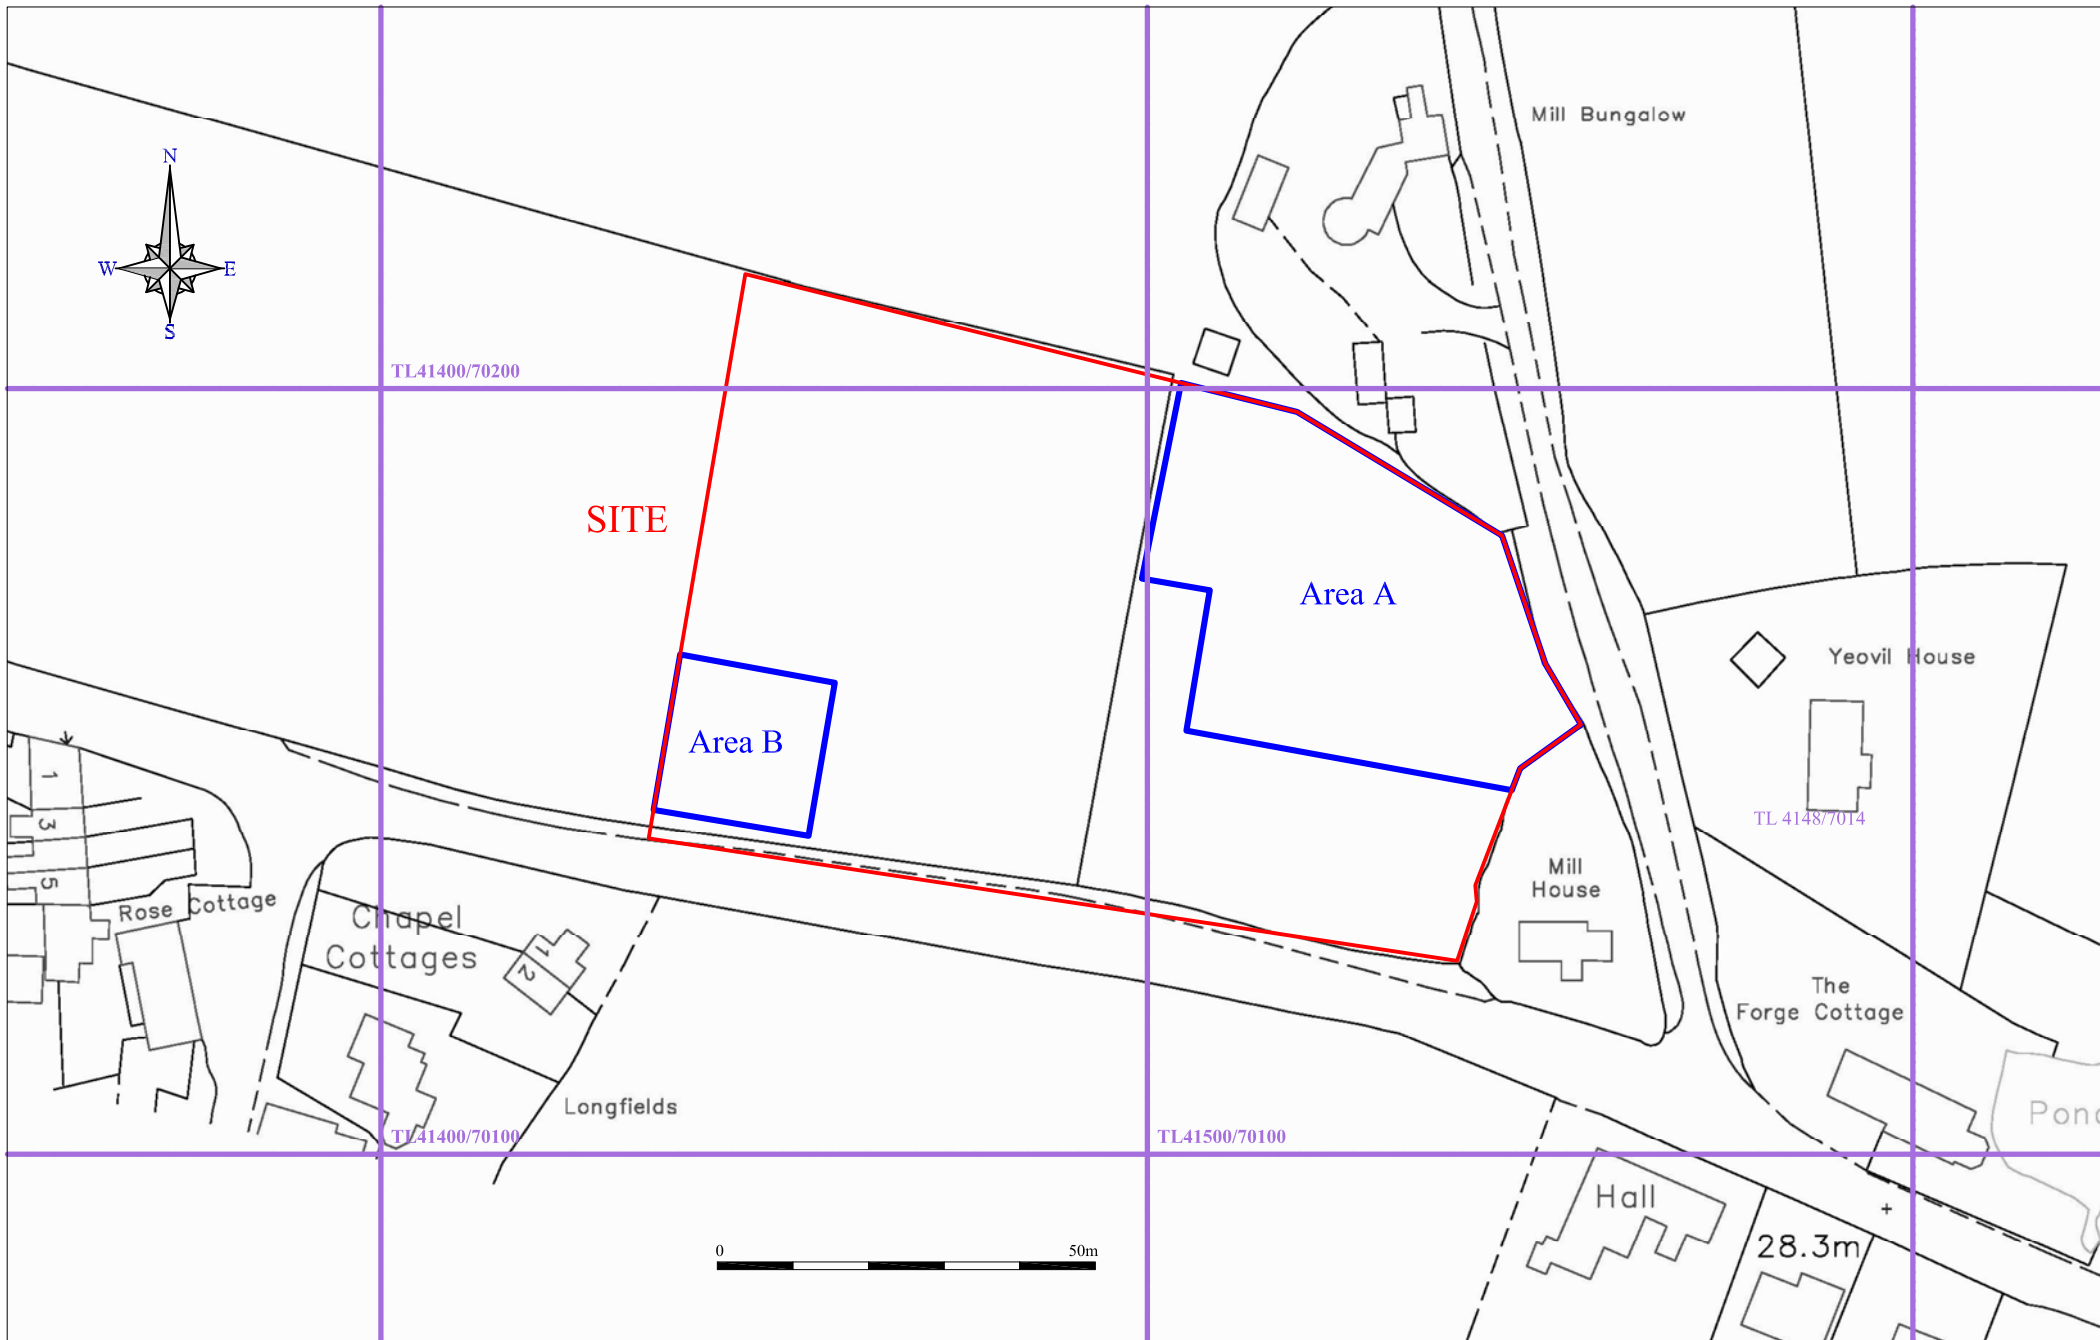 Mill Bungalow
N
W
E
S
TL41400/70200
SITE
Area A
Yeovil House
Area B
1
3
5
TL 4148/7014
Mill
House
Rose Cottage
Chapel
Cottages
1
2
The
Forge Cottage
Longfields
Pond
TL41400/70100
TL41500/70100
Hall
0
50m
28.3m